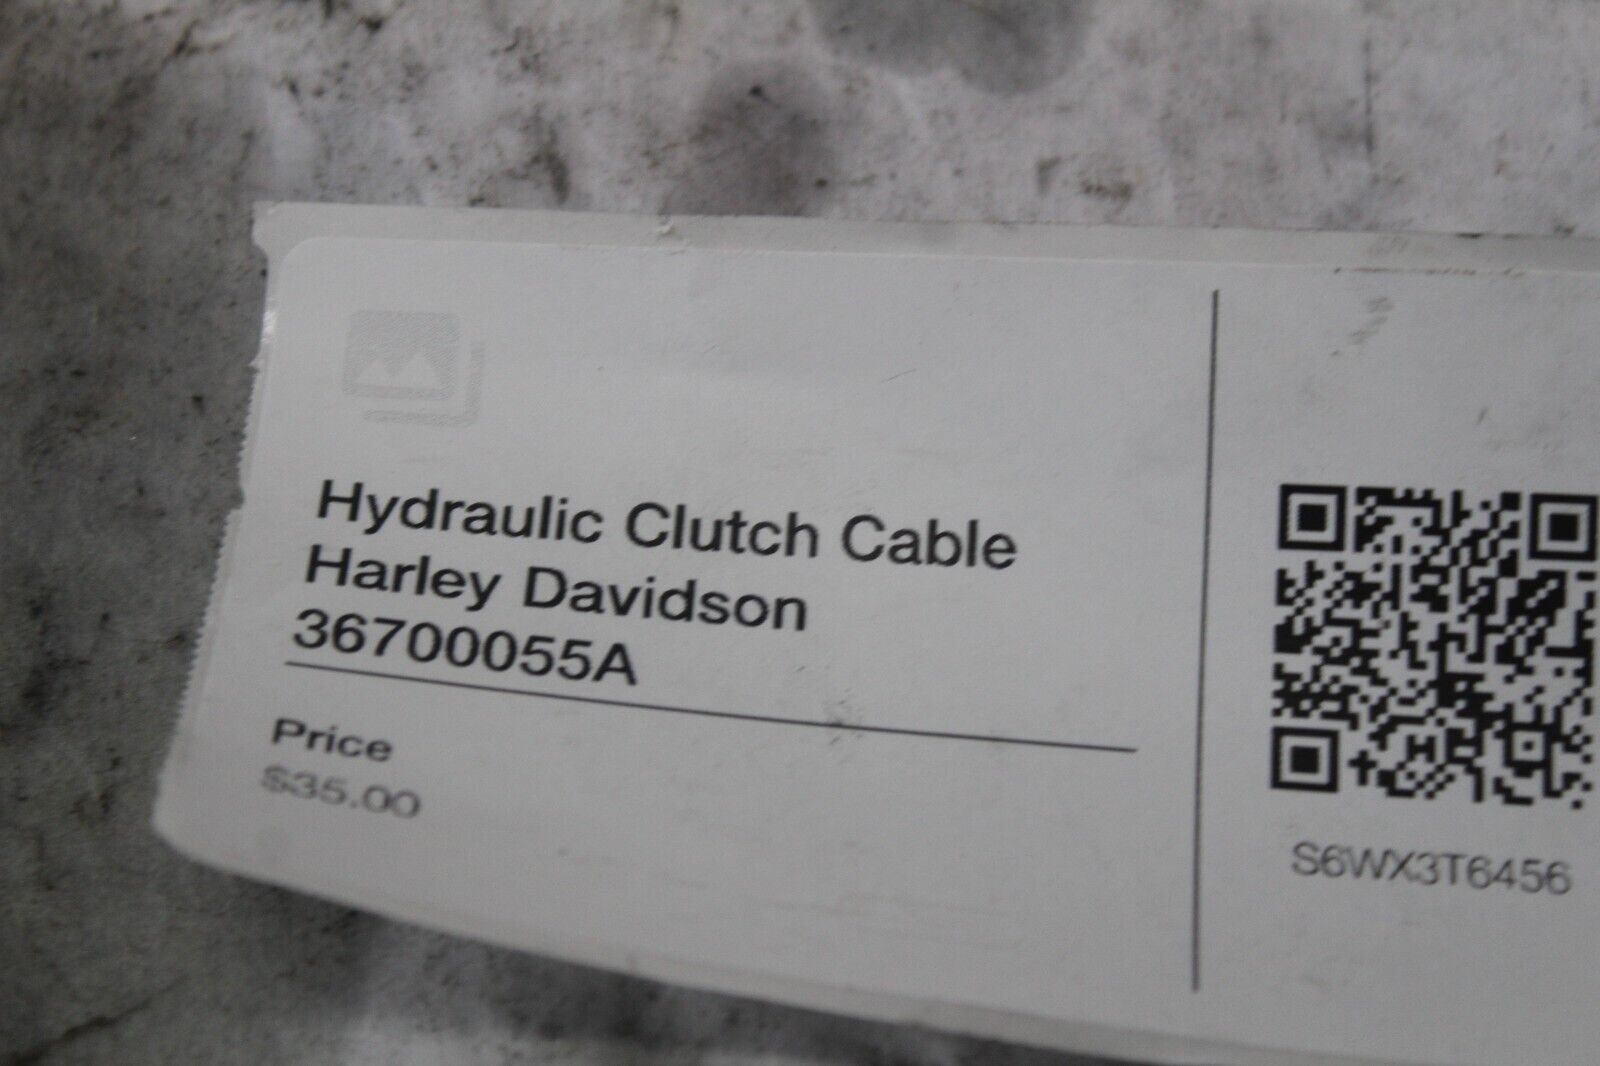 Hydraulic Clutch Cable
Harley Davidson
36700055A
Price
$35.00
S6WX3T6456